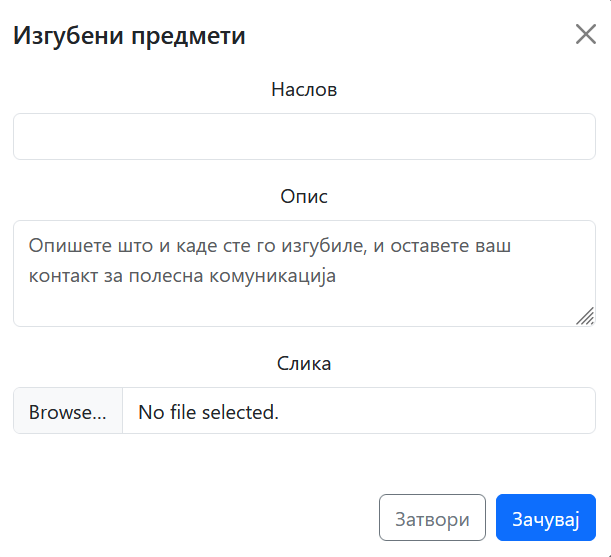 Изгубени предмети
Наслов
Опис
Опишете што и каде сте го изгубиле, и оставете ваш
контакт за полесна комуникација
Слика
Browse... No file selected.
Затвори Зачувај